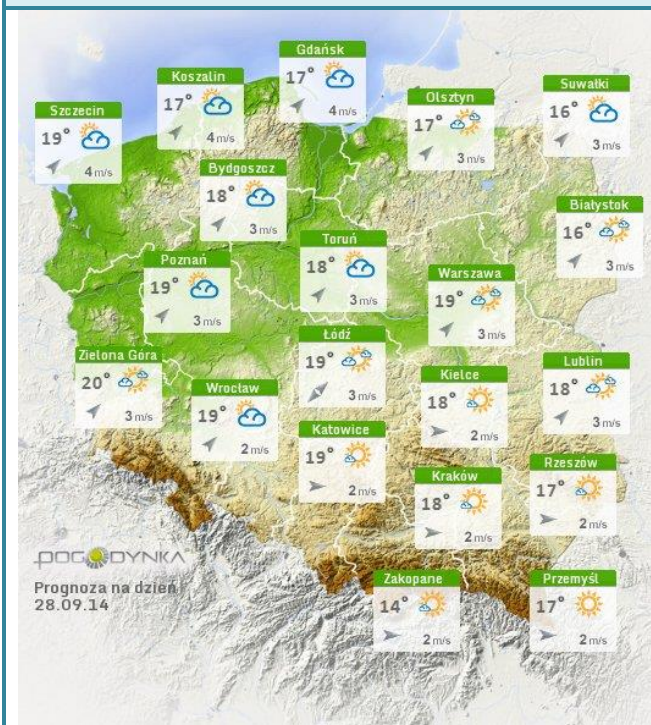 Gdańsk
17°
4 m/s
Koszalin
17°
4 m/s
Suwałki
16°
3 m/s
Olsztyn
17°
3 m/s
Szczecin
19°
4 m/s
Bydgoszcz
18°
3 m/s
Białystok
16°
3 m/s
Toruń
18°
3 m/s
Poznań
19°
3 m/s
Warszawa
19°
3 m/s
Łódź
19°
3 m/s
Zielona Góra
20°
3 m/s
Lublin
18°
3 m/s
Kielce
18°
2 m/s
Wrocław
19°
2 m/s
Katowice
19°
2 m/s
Rzeszów
17°
2 m/s
Kraków
18°
2 m/s
POGODYNKA
Prognoza na dzień
28.09.14
Zakopane
14°
2 m/s
Przemyśl
17°
2 m/s